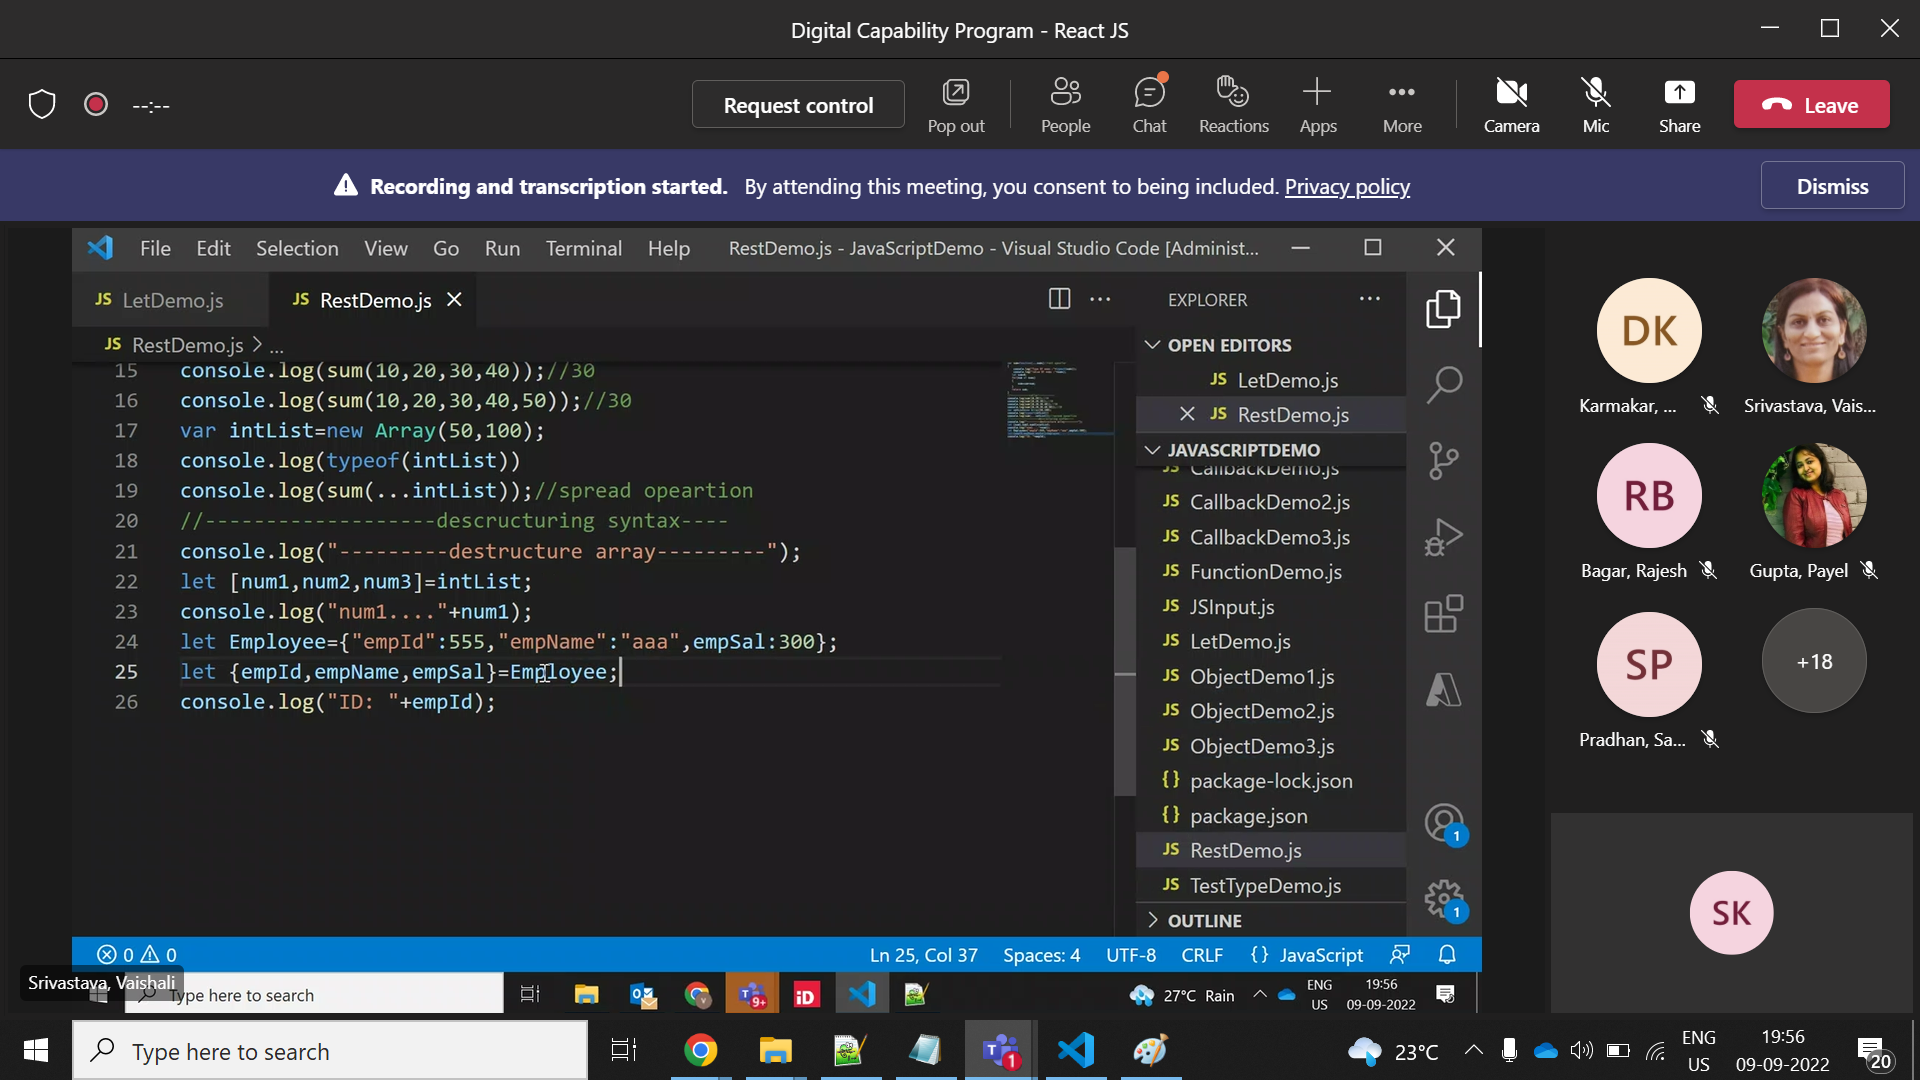 Digital Capability Program - React JS
--:--
Request control
Pop out
People
Chat
Reactions
Apps
More
Camera
Mic
Share
Leave
Recording and transcription started. By attending this meeting, you consent to being included. Privacy policy
Dismiss
File Edit Selection View Go Run Terminal Help
RestDemo.js - JavaScriptDemo - Visual Studio Code [Administ...
JS LetDemo.js
JS RestDemo.js
JS RestDemo.js > ...
15 console.log(sum(10,20,30,40));//30
16 console.log(sum(10,20,30,40,50));//30
17 var intList=new Array(50,100);
18 console.log(typeof(intList))
19 console.log(sum(...intList));//spread opeartion
20 //-------------------descructuring syntax----
21 console.log("---------destructure array---------");
22 let [num1,num2,num3]=intList;
23 console.log("num1...."+num1);
24 let Employee={"empId":555,"empName":"aaa",empSal:300};
25 let {empId,empName,empSal}=Employee;
26 console.log("ID: "+empId);
EXPLORER
OPEN EDITORS
JS LetDemo.js
JS RestDemo.js
JAVASCRIPTDEMO
JS CallbackDemo.js
JS CallbackDemo2.js
JS CallbackDemo3.js
JS FunctionDemo.js
JS JSInput.js
JS LetDemo.js
JS ObjectDemo1.js
JS ObjectDemo2.js
JS ObjectDemo3.js
{} package-lock.json
{} package.json
JS RestDemo.js
JS TestTypeDemo.js
OUTLINE
1
1
0 0
Ln 25, Col 37
Spaces: 4
UTF-8
CRLF
{} JavaScript
Srivastava, Vaishali
Type here to search
9+
iD
27°C Rain
ENG
US
19:56
09-09-2022
DK
Karmakar, ...
Srivastava, Vais...
RB
Bagar, Rajesh
Gupta, Payel
SP
Pradhan, Sa...
+18
SK
Type here to search
1
23°C
ENG
US
19:56
09-09-2022
20